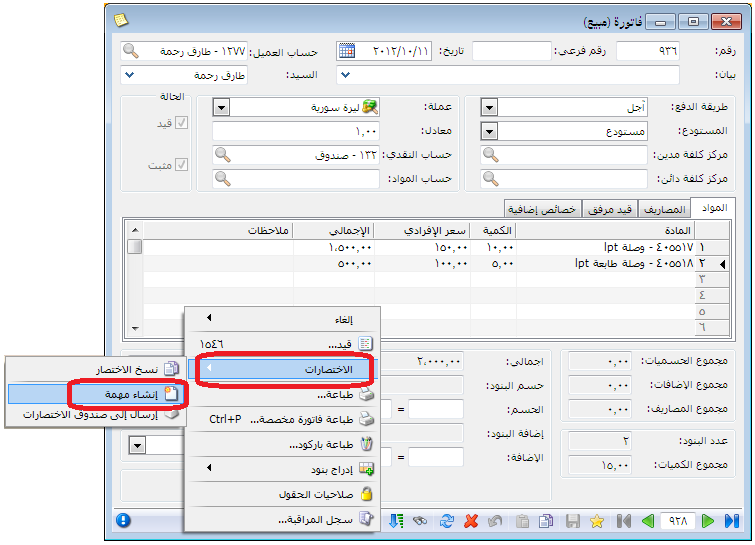 فاتورة (مبيع)
رقم: ٩٣٦ رقم فرعي: تاريخ: ٢٠١٢/١٠/١١ حساب العميل: ١٢٧٧ - طارق رحمة
بيان: السيد: طارق رحمة
طريقة الدفع: آجل عملة: ليرة سورية الحالة
المستودع: مستودع معادل: ١,٠٠ قيد
مركز كلفة مدين: حساب النقدي: ١٣٢ - صندوق مثبت
مركز كلفة دائن: حساب المواد:
المواد المصاريف قيد مرفق خصائص إضافية
المادة الكمية سعر الإفرادي الإجمالي ملاحظات
١ ٤٠٥٥١٧ - وصلة lpt ١٠,٠٠ ١٥٠,٠٠ ١,٥٠٠,٠٠
٢ ٤٠٥٥١٨ - وصلة طابعة lpt ٥,٠٠ ١٠٠,٠٠ ٥٠٠,٠٠
٣
٤
٥
٦
مجموع الحسميات: ٠,٠٠ اجمالي: ٢,٠٠٠,٠٠
مجموع الإضافات: ٠,٠٠ حسم البنود:
مجموع المصاريف: ٠,٠٠ الحسم: =
عدد البنود: ٢ إضافة البنود:
مجموع الكميات: ١٥,٠٠ الإضافة: =
٩٢٨
إلغاء
قيد... ١٥٤٦
الاختصارات
طباعة...
طباعة فاتورة مخصصة... Ctrl+P
طباعة باركود...
إدراج بنود
صلاحيات الحقول
سجل المراقبة...
نسخ الاختصار
إنشاء مهمة
إرسال إلى صندوق الاختصارات